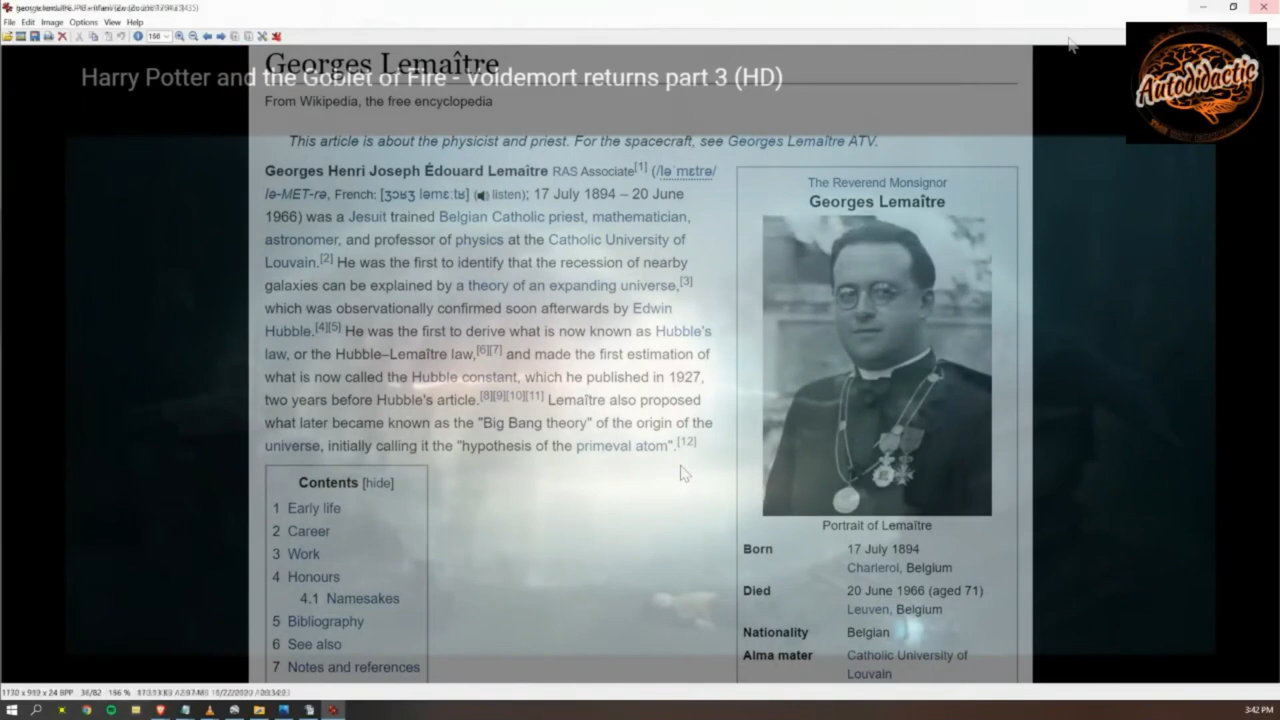 File Edit Image Options View Help
156
Autodidactic
Georges Lemaître
Harry Potter and the Goblet of Fire - Voldemort returns part 3 (HD)
From Wikipedia, the free encyclopedia
This article is about the physicist and priest. For the spacecraft, see Georges Lemaître ATV.
Georges Henri Joseph Édouard Lemaître RAS Associate[1] (/ləˈmɛtrə/
lə-MET-rə, French: [ʒɔʁʒ ləmɛːtʁ] (listen); 17 July 1894 – 20 June
1966) was a Jesuit trained Belgian Catholic priest, mathematician,
astronomer, and professor of physics at the Catholic University of
Louvain.[2] He was the first to identify that the recession of nearby
galaxies can be explained by a theory of an expanding universe,[3]
which was observationally confirmed soon afterwards by Edwin
Hubble.[4][5] He was the first to derive what is now known as Hubble's
law, or the Hubble–Lemaître law,[6][7] and made the first estimation of
what is now called the Hubble constant, which he published in 1927,
two years before Hubble's article.[8][9][10][11] Lemaître also proposed
what later became known as the "Big Bang theory" of the origin of the
universe, initially calling it the "hypothesis of the primeval atom".[12]
Contents [hide]
1 Early life
2 Career
3 Work
4 Honours
4.1 Namesakes
5 Bibliography
6 See also
7 Notes and references
The Reverend Monsignor
Georges Lemaître
Portrait of Lemaître
Born 17 July 1894
Charleroi, Belgium
Died 20 June 1966 (aged 71)
Leuven, Belgium
Nationality Belgian
Alma mater Catholic University of
Louvain
3:42 PM